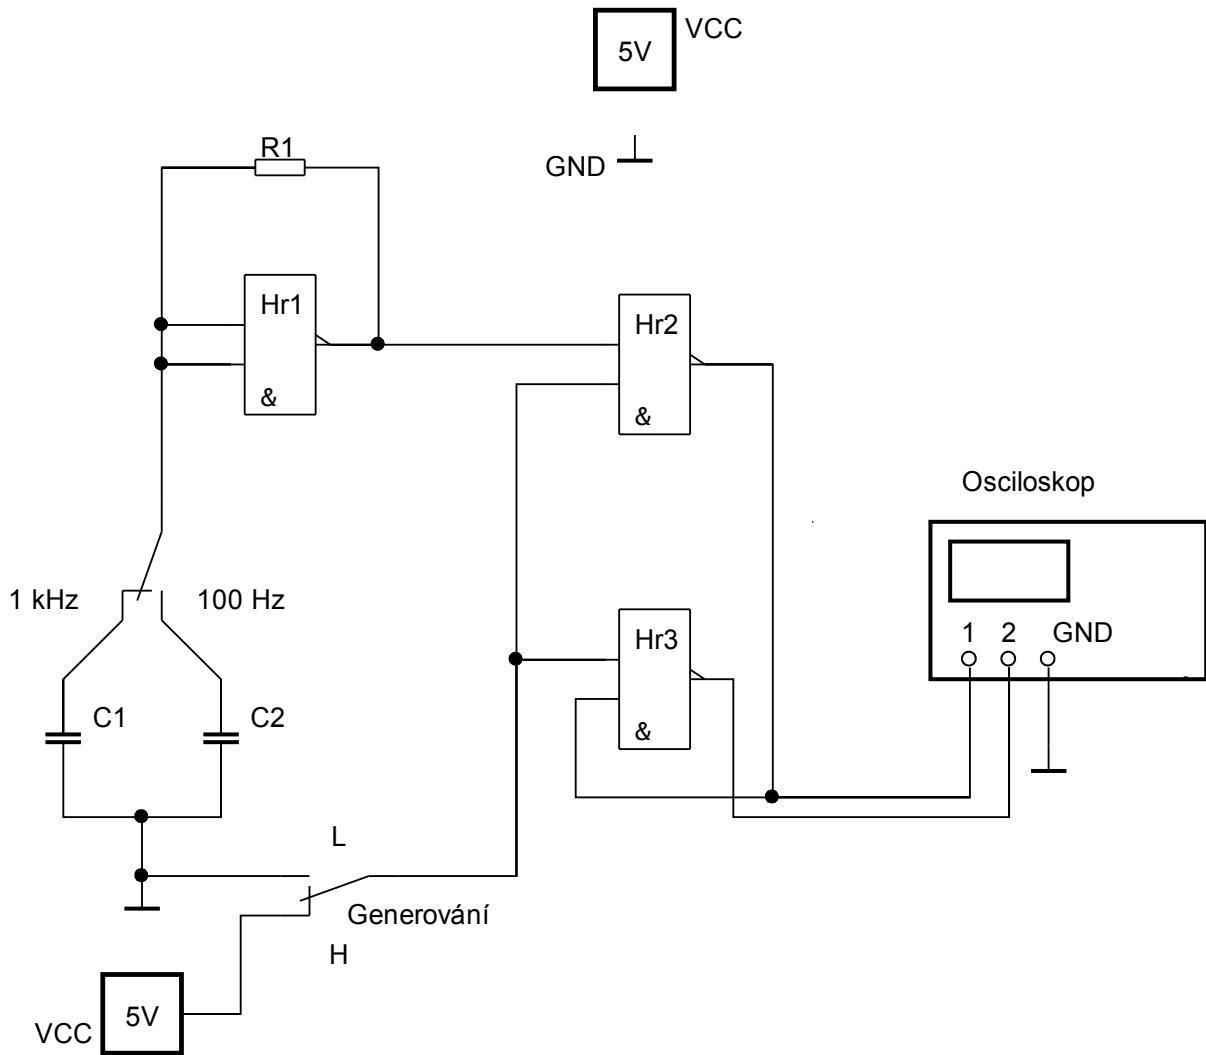 VCC
5V
GND
R1
Hr1
&
Hr2
&
Osciloskop
1 kHz
100 Hz
Hr3
&
1 2 GND
C1
C2
L
Generování
H
5V
VCC